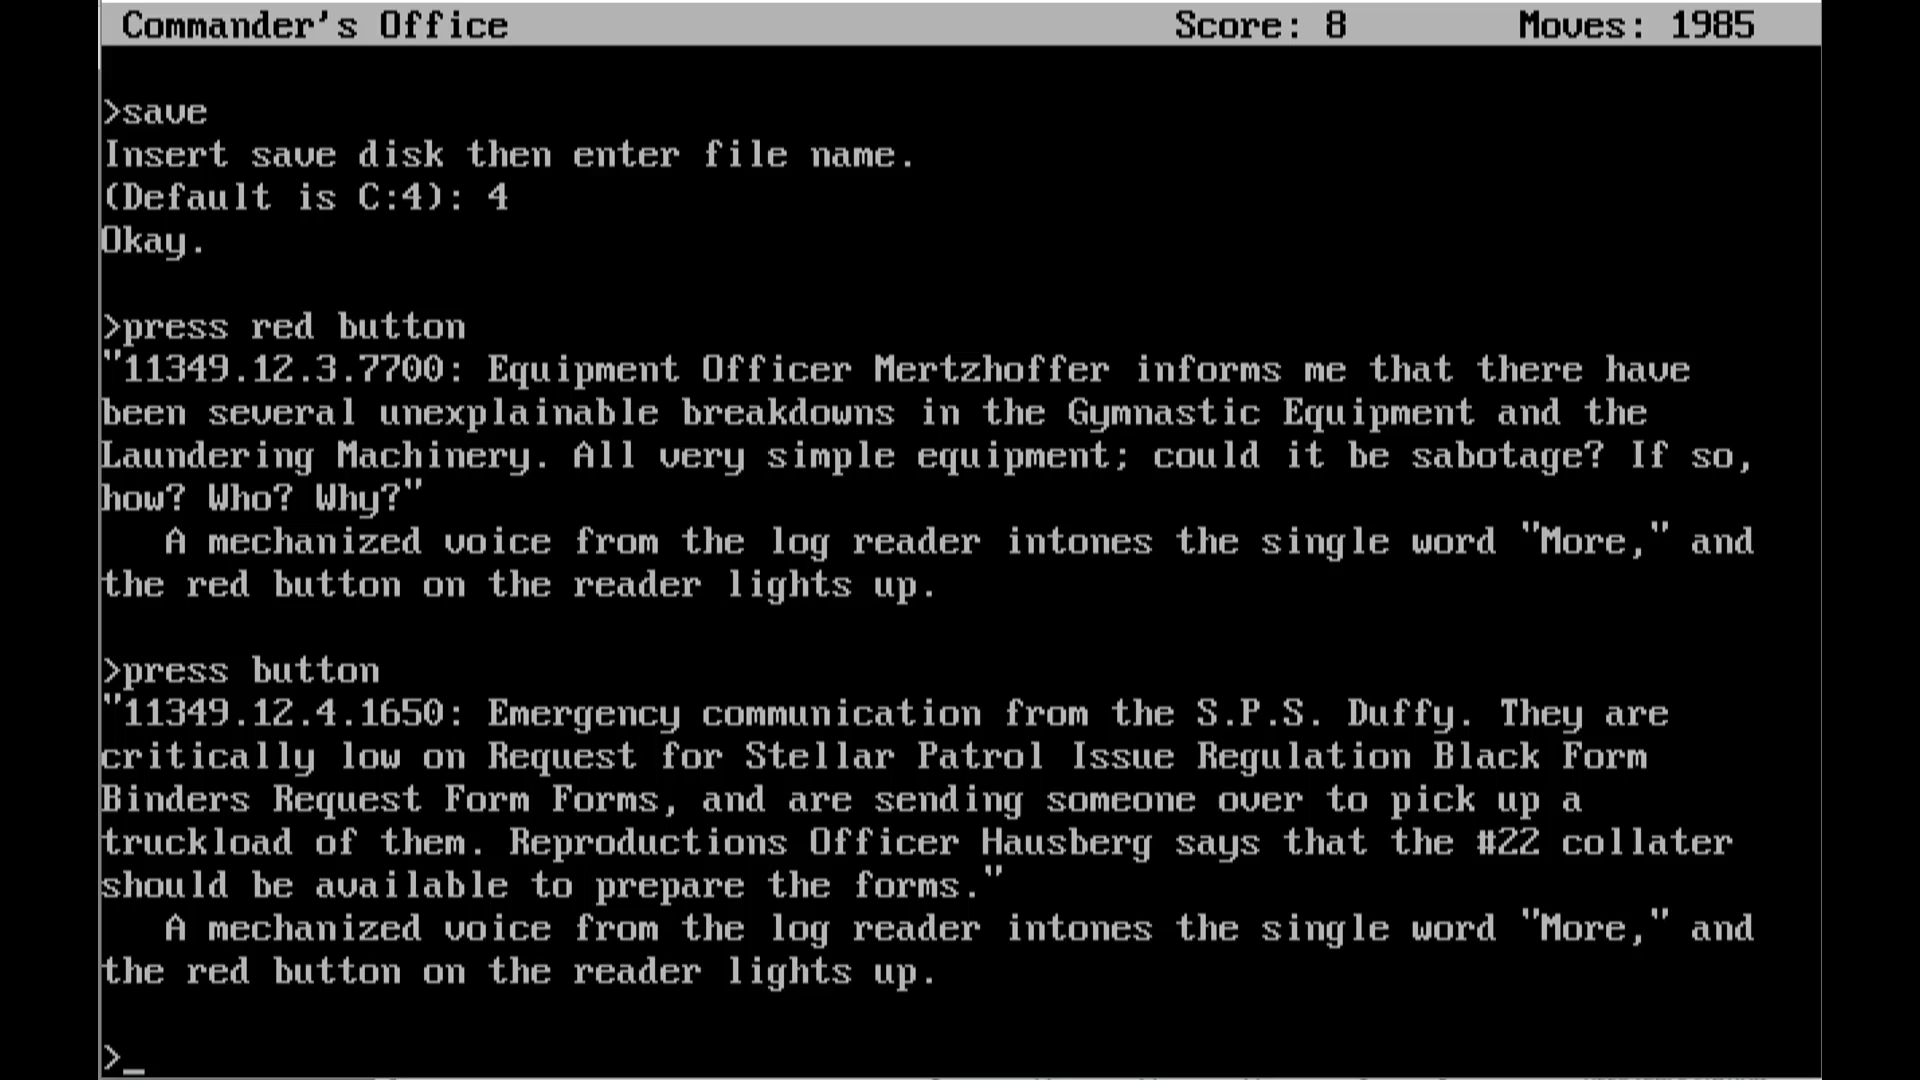 Commander's Office Score: 8 Moves: 1985
>save
Insert save disk then enter file name.
(Default is C:4): 4
Okay.
>press red button
"11349.12.3.7700: Equipment Officer Mertzhoffer informs me that there have
been several unexplainable breakdowns in the Gymnastic Equipment and the
Laundering Machinery. All very simple equipment; could it be sabotage? If so,
how? Who? Why?"
A mechanized voice from the log reader intones the single word "More," and
the red button on the reader lights up.
>press button
"11349.12.4.1650: Emergency communication from the S.P.S. Duffy. They are
critically low on Request for Stellar Patrol Issue Regulation Black Form
Binders Request Form Forms, and are sending someone over to pick up a
truckload of them. Reproductions Officer Hausberg says that the #22 collater
should be available to prepare the forms."
A mechanized voice from the log reader intones the single word "More," and
the red button on the reader lights up.
>_